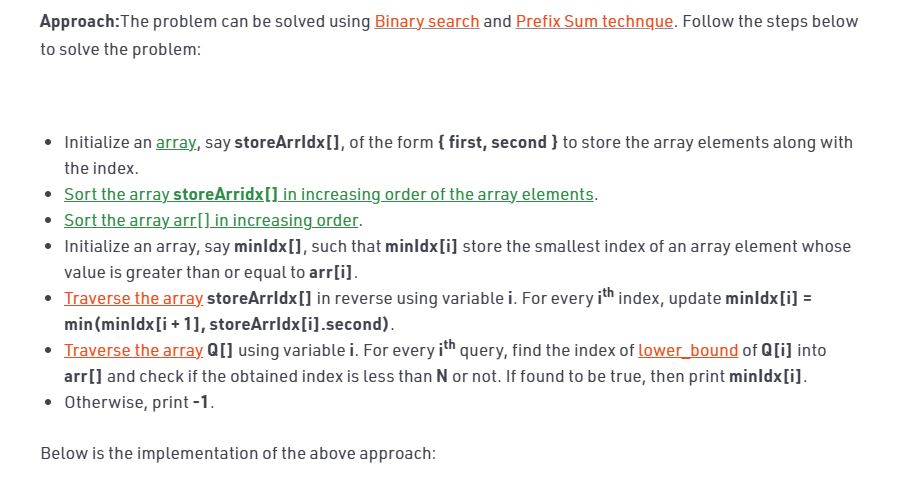 Approach:The problem can be solved using Binary search and Prefix Sum technque. Follow the steps below
to solve the problem:
• Initialize an array, say storeArrIdx[], of the form { first, second } to store the array elements along with
the index.
• Sort the array storeArridx[] in increasing order of the array elements.
• Sort the array arr[] in increasing order.
• Initialize an array, say minIdx[], such that minIdx[i] store the smallest index of an array element whose
value is greater than or equal to arr[i].
• Traverse the array storeArrIdx[] in reverse using variable i. For every ith index, update minIdx[i] =
min(minIdx[i + 1], storeArrIdx[i].second).
• Traverse the array Q[] using variable i. For every ith query, find the index of lower_bound of Q[i] into
arr[] and check if the obtained index is less than N or not. If found to be true, then print minIdx[i].
• Otherwise, print -1.
Below is the implementation of the above approach: